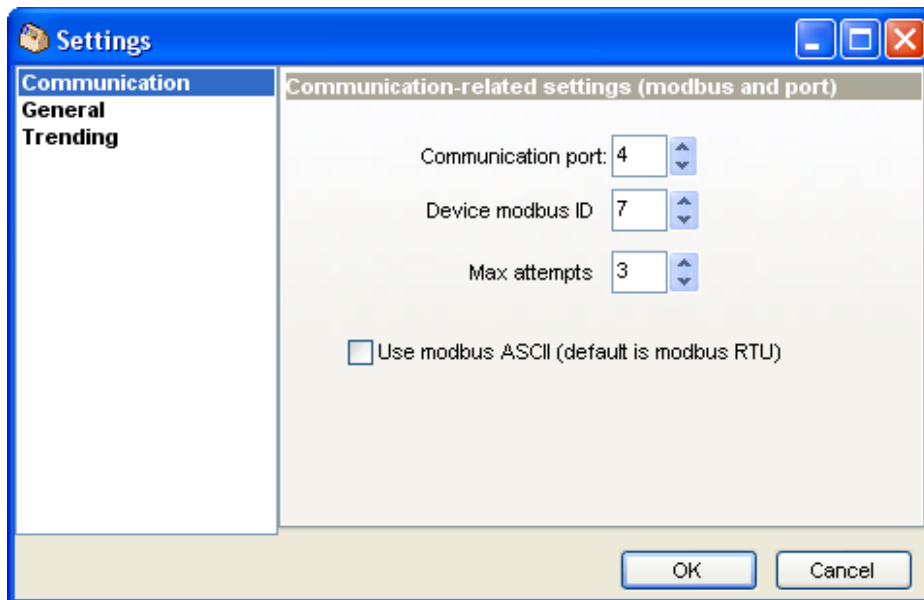 Settings
Communication
General
Trending
Communication-related settings (modbus and port)
Communication port: 4
Device modbus ID 7
Max attempts 3
Use modbus ASCII (default is modbus RTU)
OK Cancel